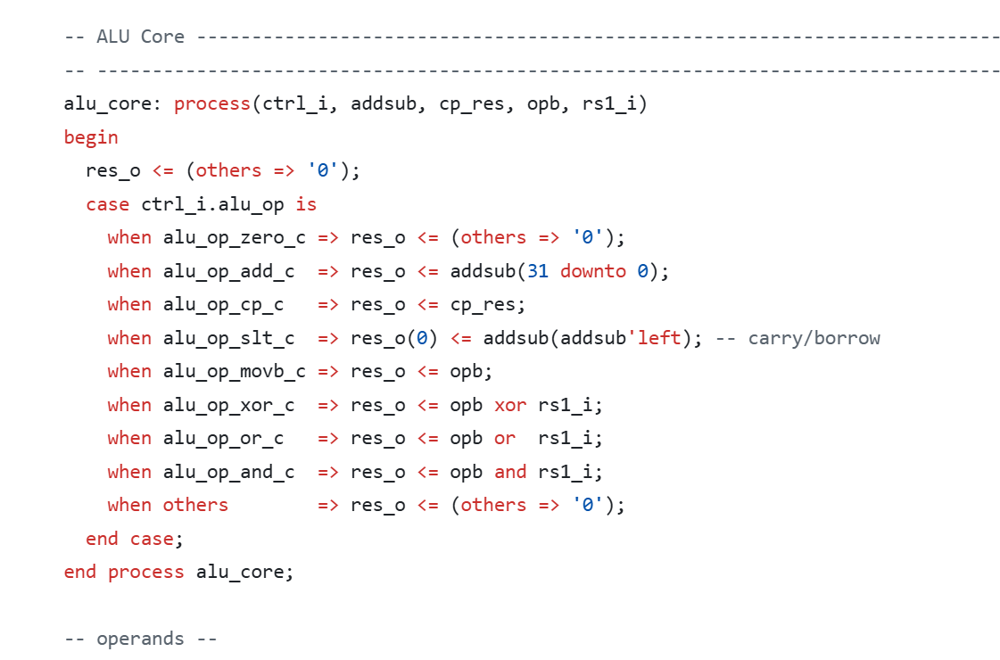 -- ALU Core -------------------------------------------------------------------------
-- ----------------------------------------------------------------------------------
alu_core: process(ctrl_i, addsub, cp_res, opb, rs1_i)
begin
  res_o <= (others => '0');
  case ctrl_i.alu_op is
    when alu_op_zero_c => res_o <= (others => '0');
    when alu_op_add_c  => res_o <= addsub(31 downto 0);
    when alu_op_cp_c   => res_o <= cp_res;
    when alu_op_slt_c  => res_o(0) <= addsub(addsub'left); -- carry/borrow
    when alu_op_movb_c => res_o <= opb;
    when alu_op_xor_c  => res_o <= opb xor rs1_i;
    when alu_op_or_c   => res_o <= opb or  rs1_i;
    when alu_op_and_c  => res_o <= opb and rs1_i;
    when others        => res_o <= (others => '0');
  end case;
end process alu_core;

-- operands --